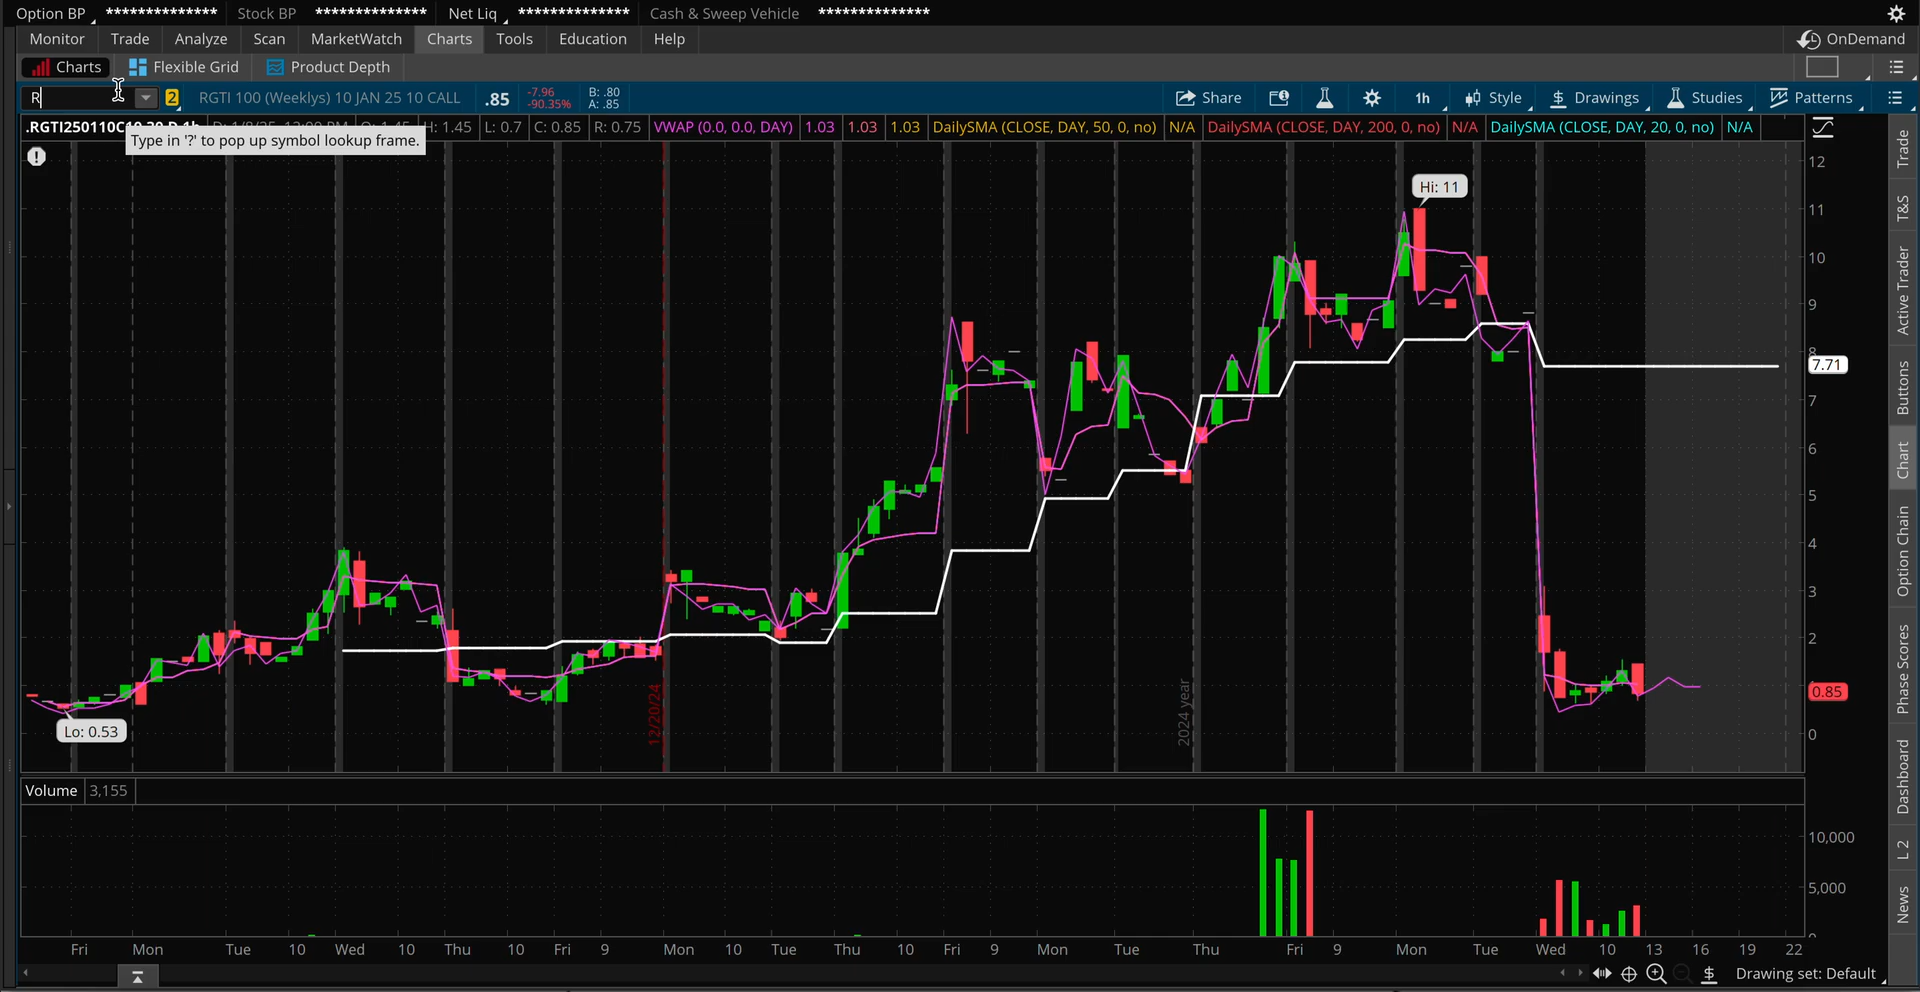 Option BP ************** Stock BP ************** Net Liq ************** Cash & Sweep Vehicle **************
Monitor Trade Analyze Scan MarketWatch Charts Tools Education Help OnDemand
Charts Flexible Grid Product Depth
R 2 RGTI 100 (Weeklys) 10 JAN 25 10 CALL .85 -7.96 B: .80
-90.35% A: .85
Share 1h Style $ Drawings Studies Patterns
H: 1.45 L: 0.7 C: 0.85 R: 0.75 VWAP (0.0, 0.0, DAY) 1.03 1.03 1.03 DailySMA (CLOSE, DAY, 50, 0, no) N/A DailySMA (CLOSE, DAY, 200, 0, no) N/A DailySMA (CLOSE, DAY, 20, 0, no) N/A
Type in '?' to pop up symbol lookup frame.
12
Hi: 11
11
10
9
7.71
7
6
5
4
3
2
0.85
0
Lo: 0.53
12/20/24
2024 year
Volume 3,155
10,000
5,000
Fri Mon Tue 10 Wed 10 Thu 10 Fri 9 Mon 10 Tue Thu 10 Fri 9 Mon Tue Thu Fri 9 Mon Tue Wed 10 13 16 19 22
$ Drawing set: Default
Trade
T&S
Active Trader
Buttons
Chart
Option Chain
Phase Scores
Dashboard
L 2
News